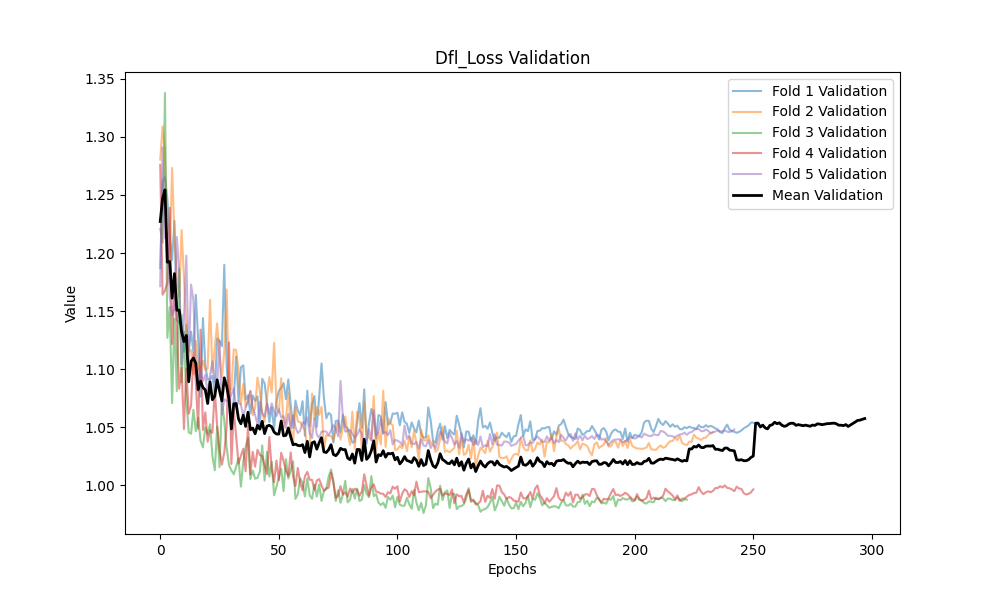 Dfl_Loss Validation
Value
1.35
1.30
1.25
1.20
1.15
1.10
1.05
1.00
Fold 1 Validation
Fold 2 Validation
Fold 3 Validation
Fold 4 Validation
Fold 5 Validation
Mean Validation
0
50
100
150
200
250
300
Epochs